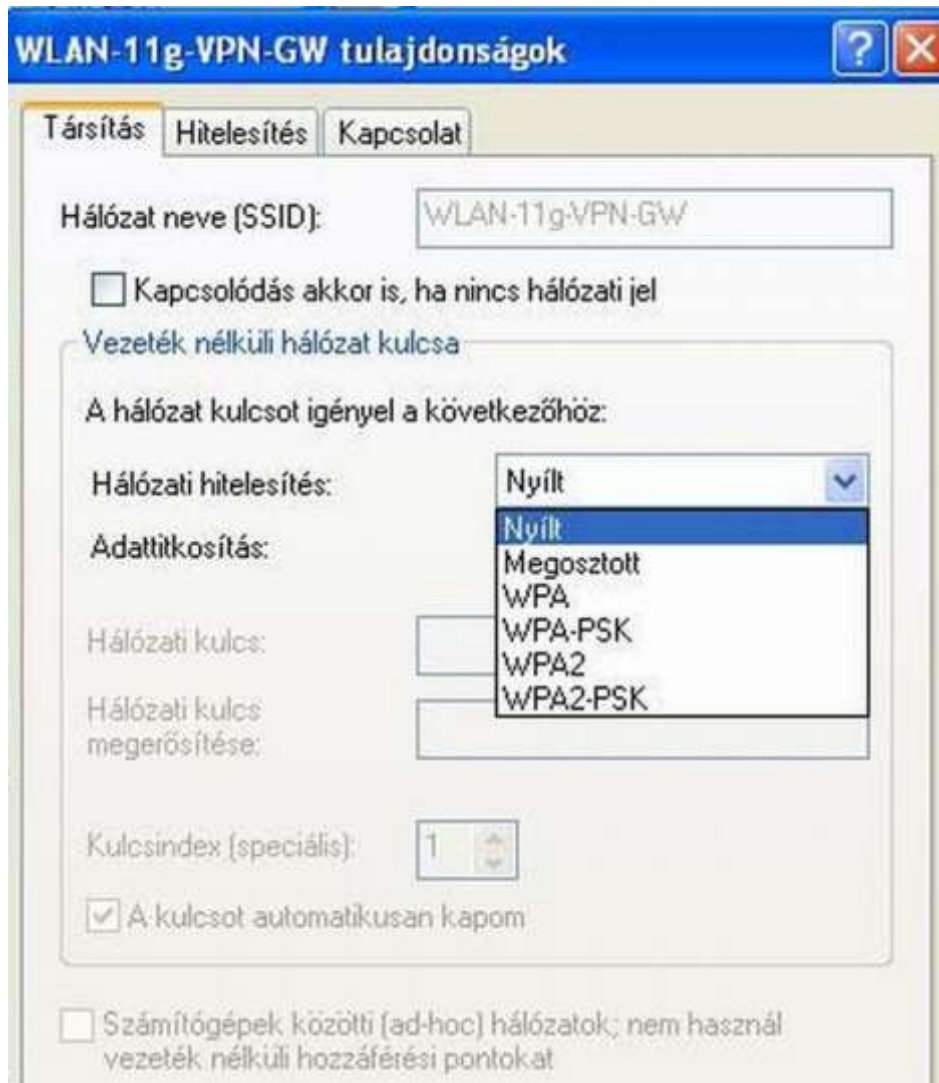 WLAN-11g-VPN-GW tulajdonságok
Társítás Hitelesítés Kapcsolat
Hálózat neve (SSID): WLAN-11g-VPN-GW
Kapcsolódás akkor is, ha nincs hálózati jel
Vezeték nélküli hálózat kulcsa
A hálózat kulcsot igényel a következőhöz:
Hálózati hitelesítés: Nyílt
Nyílt
Adattitkosítás:
Megosztott
WPA
WPA-PSK
Hálózati kulcs:
WPA2
WPA2-PSK
Hálózati kulcs
megerősítése:
Kulcsindex (speciális): 1
A kulcsot automatikusan kapom
Számítógépek közötti (ad-hoc) hálózatok; nem használ
vezeték nélküli hozzáférési pontokat